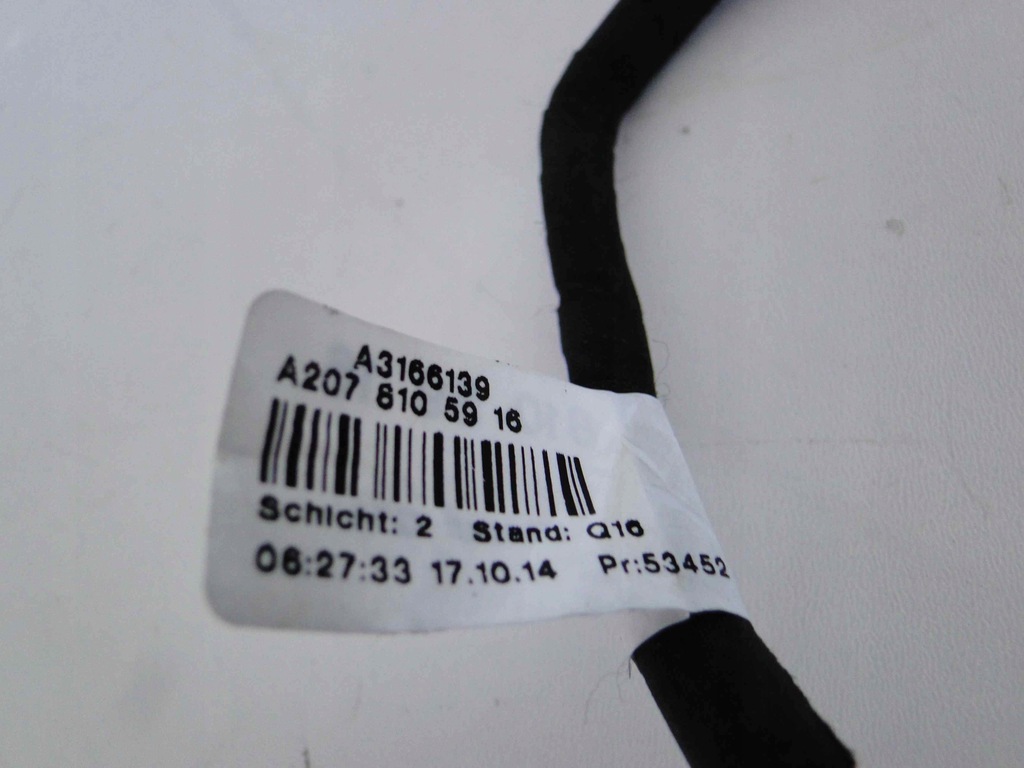 A3166139
A207 810 59 16
Schicht: 2 Stand: Q16
06:27:33 17.10.14 Pr:53452